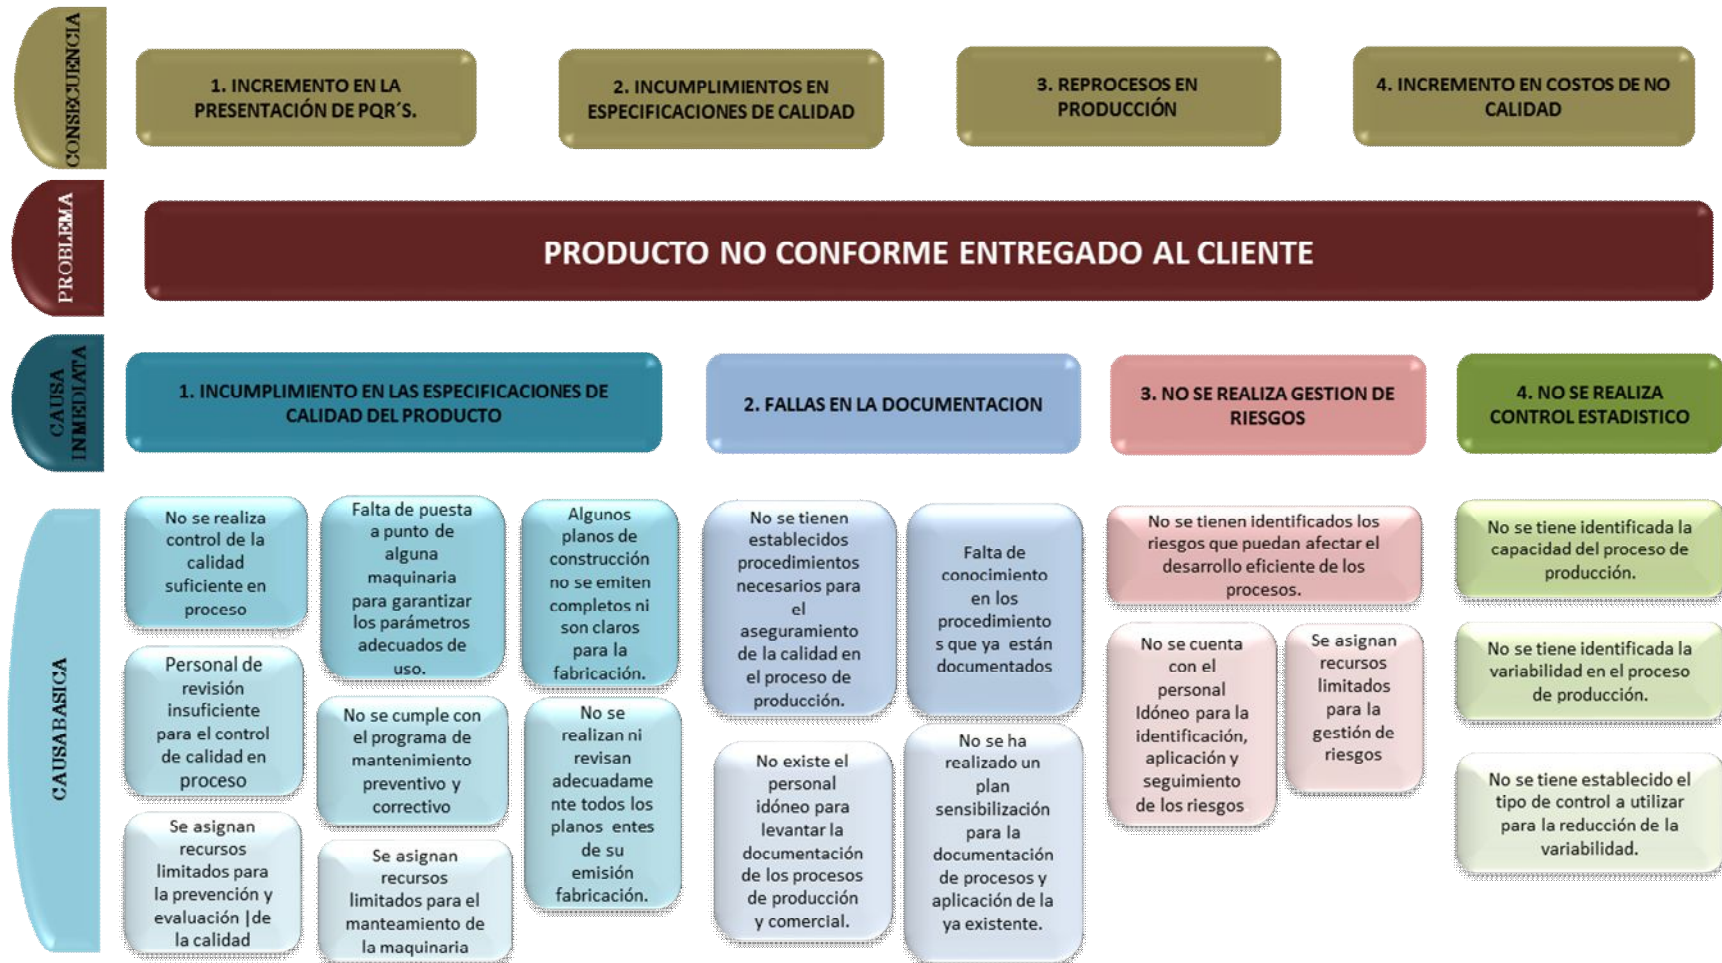 CONSECUENCIA
1. INCREMENTO EN LA
PRESENTACIÓN DE PQR´S.
2. INCUMPLIMIENTOS EN
ESPECIFICACIONES DE CALIDAD
3. REPROCESOS EN
PRODUCCIÓN
4. INCREMENTO EN COSTOS DE NO
CALIDAD
PROBLEMA
PRODUCTO NO CONFORME ENTREGADO AL CLIENTE
CAUSA
INMEDIATA
1. INCUMPLIMIENTO EN LAS ESPECIFICACIONES DE
CALIDAD DEL PRODUCTO
2. FALLAS EN LA DOCUMENTACION
3. NO SE REALIZA GESTION DE
RIESGOS
4. NO SE REALIZA
CONTROL ESTADISTICO
CAUSA BASICA
No se realiza
control de la
calidad
suficiente en
proceso
Personal de
revisión
insuficiente
para el control
de calidad en
proceso
Se asignan
recursos
limitados para
la prevención y
evaluación |de
la calidad
Falta de puesta
a punto de
alguna
maquinaria
para garantizar
los parámetros
adecuados de
uso.
No se cumple con
el programa de
mantenimiento
preventivo y
correctivo
Se asignan
recursos
limitados para el
manteamiento de
la maquinaria
Algunos
planos de
construcción
no se emiten
completos ni
son claros
para la
fabricación.
No se
realizan ni
revisan
adecuadame
nte todos los
planos entes
de su
emisión
fabricación.
No se tienen
establecidos
procedimientos
necesarios para
el
aseguramiento
de la calidad en
el proceso de
producción.
No existe el
personal
idóneo para
levantar la
documentación
de los procesos
de producción
y comercial.
Falta de
conocimiento
en los
procedimiento
s que ya están
documentados
No se ha
realizado un
plan
sensibilización
para la
documentación
de procesos y
aplicación de la
ya existente.
No se tienen identificados los
riesgos que puedan afectar el
desarrollo eficiente de los
procesos.
No se cuenta
con el
personal
Idóneo para la
identificación,
aplicación y
seguimiento
de los riesgos
Se asignan
recursos
limitados
para la
gestión de
riesgos
No se tiene identificada la
capacidad del proceso de
producción.
No se tiene identificada la
variabilidad en el proceso
de producción.
No se tiene establecido el
tipo de control a utilizar
para la reducción de la
variabilidad.